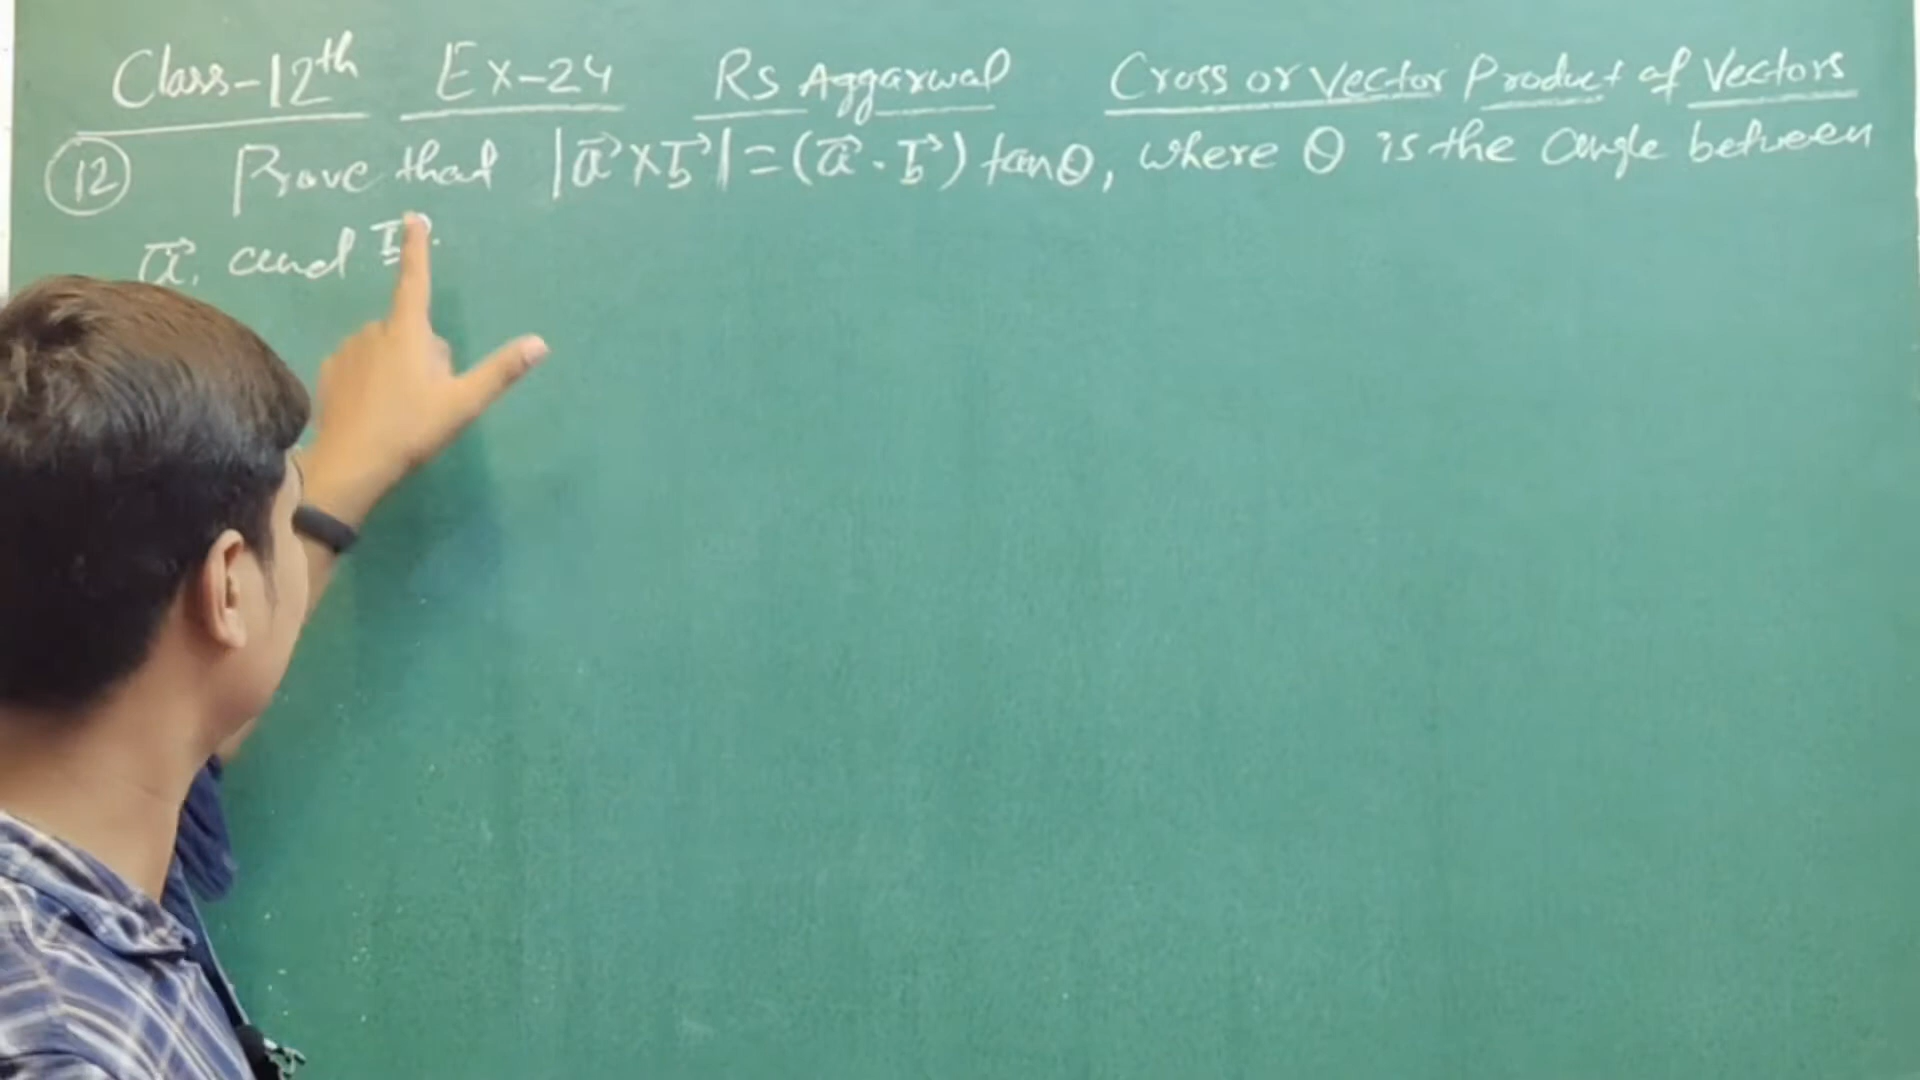 Class-12th Ex-24 RS Aggarwal Cross or Vector Product of Vectors
12 Prove that |a⃗ × b⃗| = (a⃗ · b⃗) tanθ, where θ is the angle between
a⃗, and b⃗.